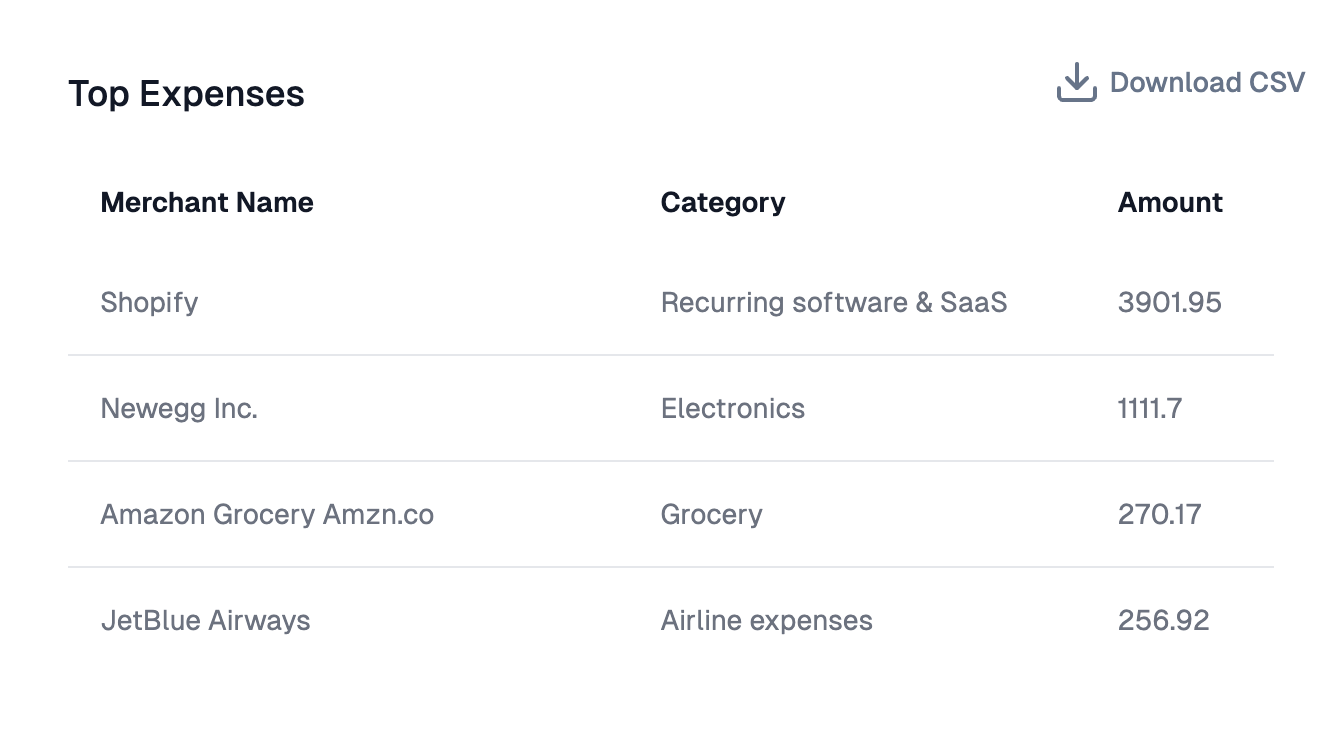 Top Expenses
Download CSV
Merchant Name Category Amount
Shopify Recurring software & SaaS 3901.95
Newegg Inc. Electronics 1111.7
Amazon Grocery Amzn.co Grocery 270.17
JetBlue Airways Airline expenses 256.92